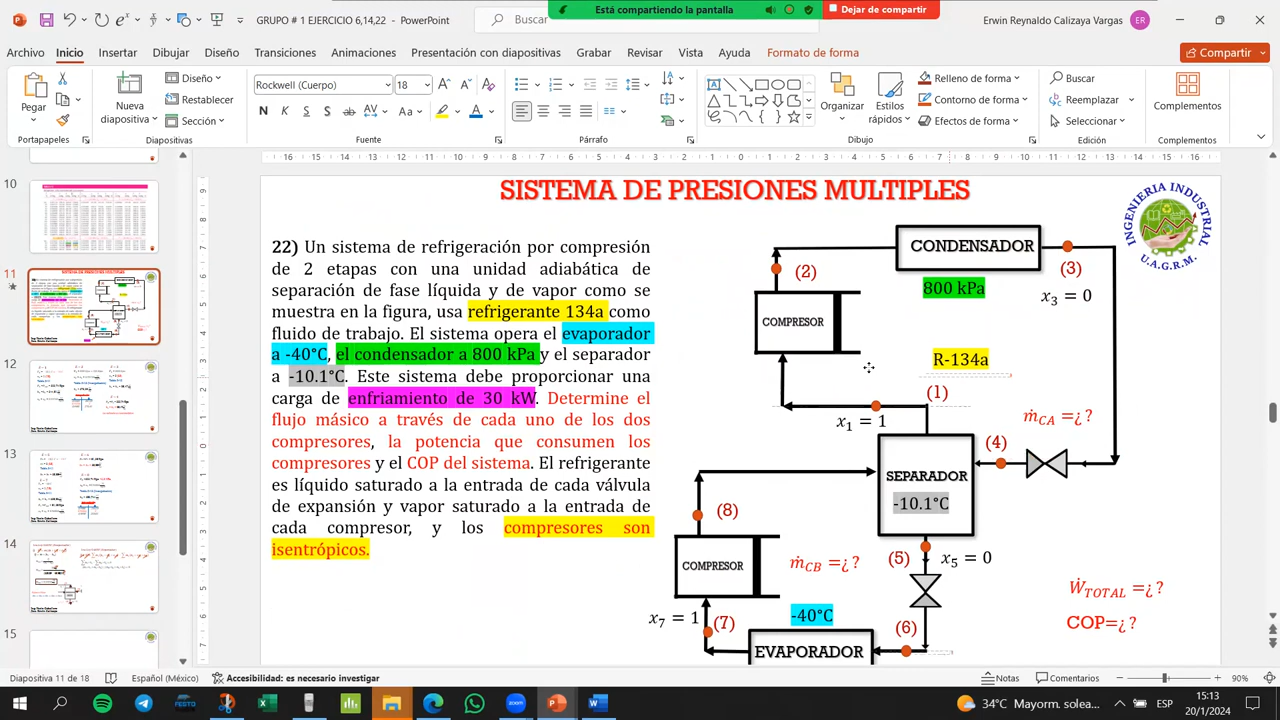 GRUPO # 1 EJERCICIO 6,14,22 - PowerPoint
Buscar
Está compartiendo la pantalla
Dejar de compartir
Erwin Reynaldo Calizaya Vargas
ER
Archivo Inicio Insertar Dibujar Diseño Transiciones Animaciones Presentación con diapositivas Grabar Revisar Vista Ayuda Formato de forma
Compartir
Pegar
Nueva diapositiva
Diseño
Restablecer
Sección
Rockwell (Cuerpo) 18
Organizar
Estilos rápidos
Relleno de forma
Contorno de forma
Efectos de forma
Buscar
Reemplazar
Seleccionar
Complementos
Portapapeles Diapositivas Fuente Párrafo Dibujo Edición Complementos
10
11
12
13
14
15
SISTEMA DE PRESIONES MULTIPLES
22) Un sistema de refrigeración por compresión
de 2 etapas con una unidad adiabática de
separación de fase líquida y de vapor como se
muestra en la figura, usa refrigerante 134a como
fluido de trabajo. El sistema opera el evaporador
a -40°C, el condensador a 800 kPa y el separador
a -10.1°C. Este sistema debe proporcionar una
carga de enfriamiento de 30 kW. Determine el
flujo másico a través de cada uno de los dos
compresores, la potencia que consumen los
compresores y el COP del sistema. El refrigerante
es líquido saturado a la entrada de cada válvula
de expansión y vapor saturado a la entrada de
cada compresor, y los compresores son
isentrópicos.
CONDENSADOR
800 kPa
(2)
(3)
x₃ = 0
COMPRESOR
R-134a
(1)
x₁ = 1
ṁ_CA =¿?
(4)
SEPARADOR
-10.1°C
(8)
(5)
x₅ = 0
COMPRESOR
ṁ_CB =¿?
Ẇ_TOTAL =¿?
COP=¿?
-40°C
x₇ = 1
(7)
(6)
EVAPORADOR
INGENIERIA INDUSTRIAL
U.A.G.R.M.
Diapositiva 11 de 18
Español (México)
Accesibilidad: es necesario investigar
Notas
Comentarios
90%
34°C Mayorm. solea...
ESP
15:13
20/1/2024